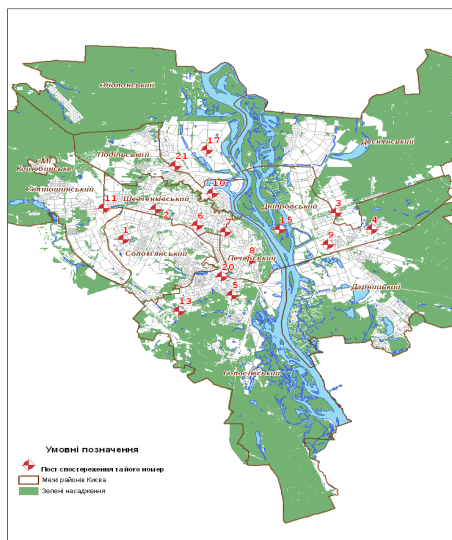 Оболонський
17
Подільський
21
Деснянський
смт
Коцюбинське
Святошинський
10
11
Шевченківський
2
Дніпровський
3
6
7
15
4
1
9
Солом'янський
Печерський
8
20
5
Дарницький
13
Голосіївський
Умовні позначення
Пост спостереження та його номер
Межі районів Києва
Зелені насадження